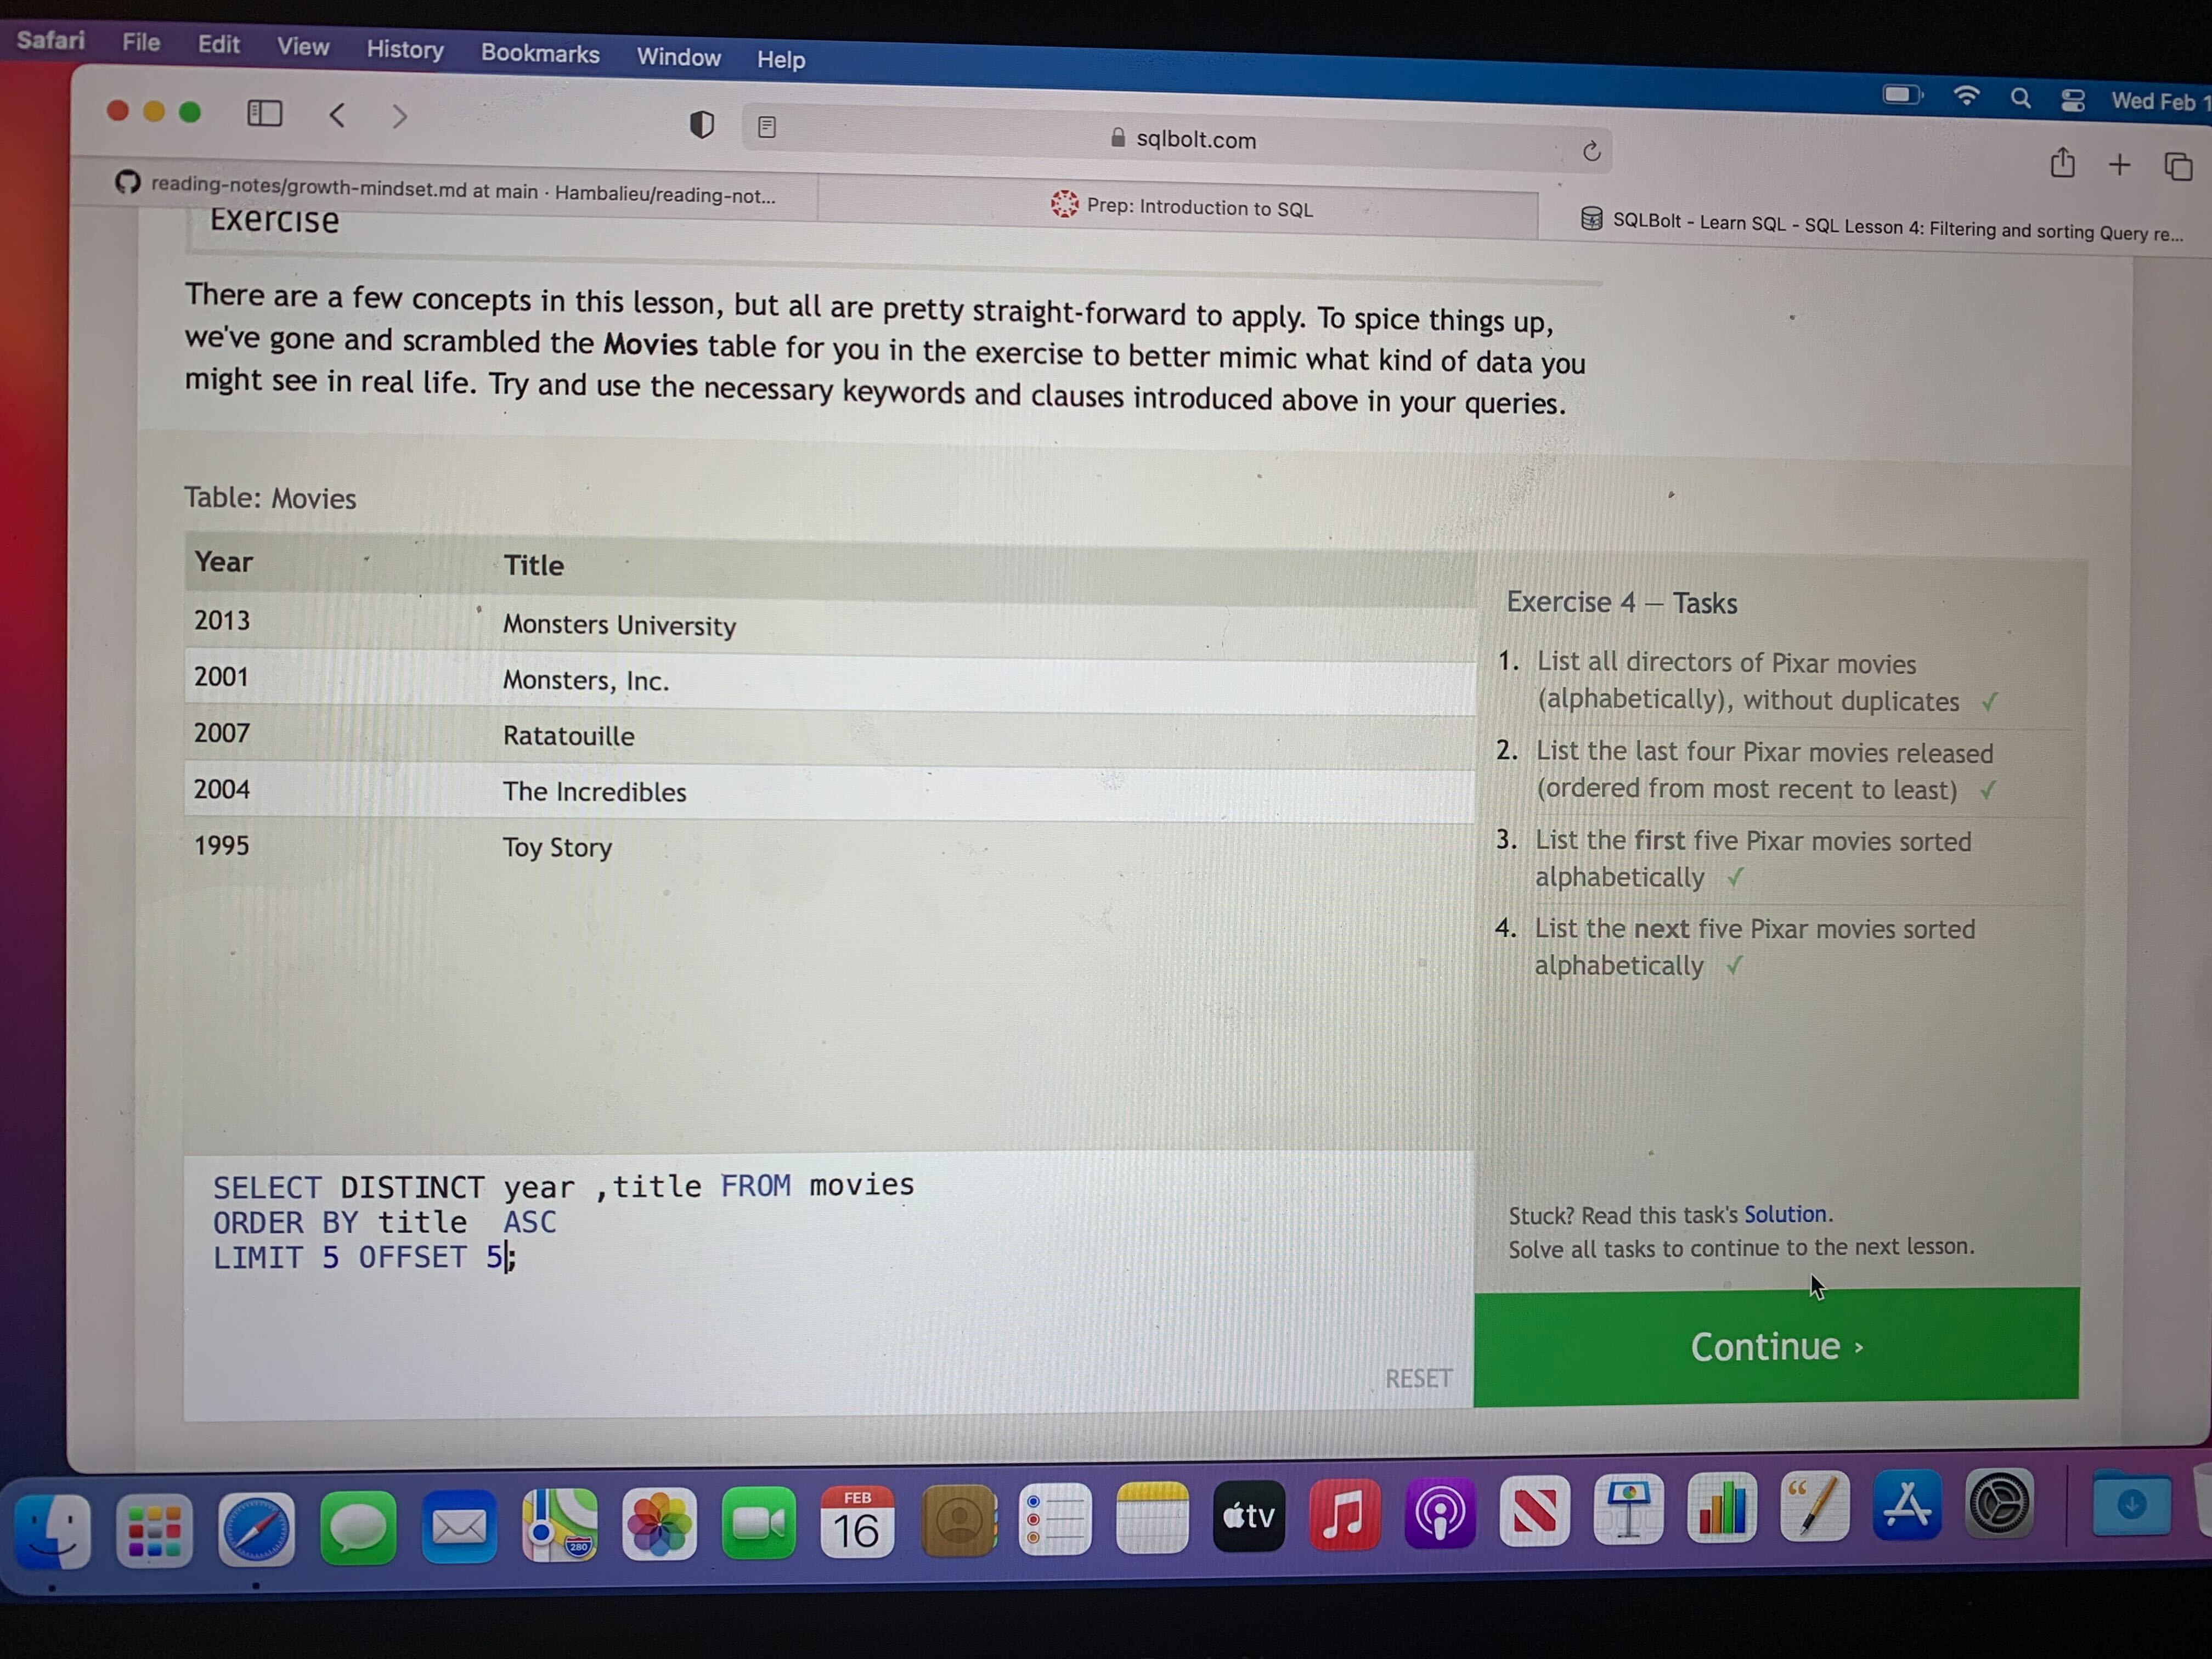 Safari File Edit View History Bookmarks Window Help
Wed Feb 1
sqlbolt.com
reading-notes/growth-mindset.md at main · Hambalieu/reading-not...
Prep: Introduction to SQL
SQLBolt - Learn SQL - SQL Lesson 4: Filtering and sorting Query re...
Exercise
There are a few concepts in this lesson, but all are pretty straight-forward to apply. To spice things up,
we've gone and scrambled the Movies table for you in the exercise to better mimic what kind of data you
might see in real life. Try and use the necessary keywords and clauses introduced above in your queries.
Table: Movies
Year Title
2013 Monsters University
2001 Monsters, Inc.
2007 Ratatouille
2004 The Incredibles
1995 Toy Story
Exercise 4 — Tasks
1. List all directors of Pixar movies
(alphabetically), without duplicates ✓
2. List the last four Pixar movies released
(ordered from most recent to least) ✓
3. List the first five Pixar movies sorted
alphabetically ✓
4. List the next five Pixar movies sorted
alphabetically ✓
SELECT DISTINCT year ,title FROM movies
ORDER BY title  ASC
LIMIT 5 OFFSET 5;
RESET
Stuck? Read this task's Solution.
Solve all tasks to continue to the next lesson.
Continue ›
280
FEB
16
tv